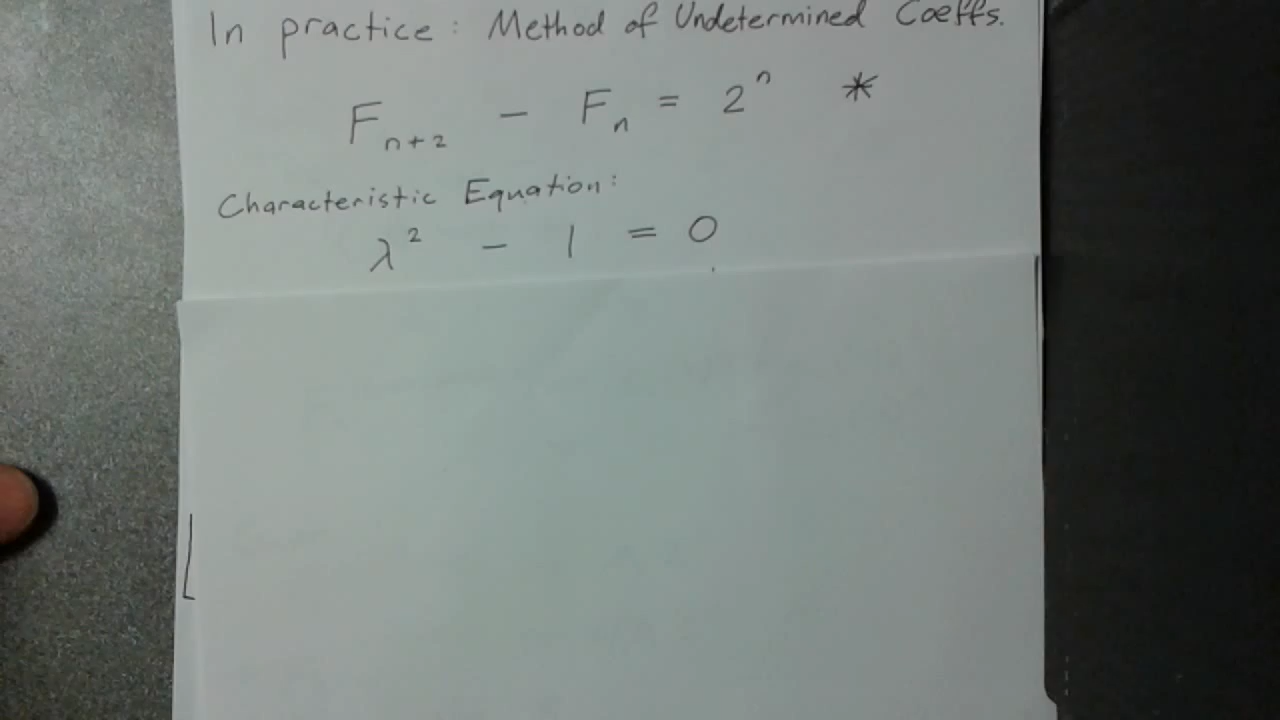 In practice: Method of Undetermined Coeffs.
Fₙ₊₂ - Fₙ = 2ⁿ *
Characteristic Equation:
λ² - 1 = 0